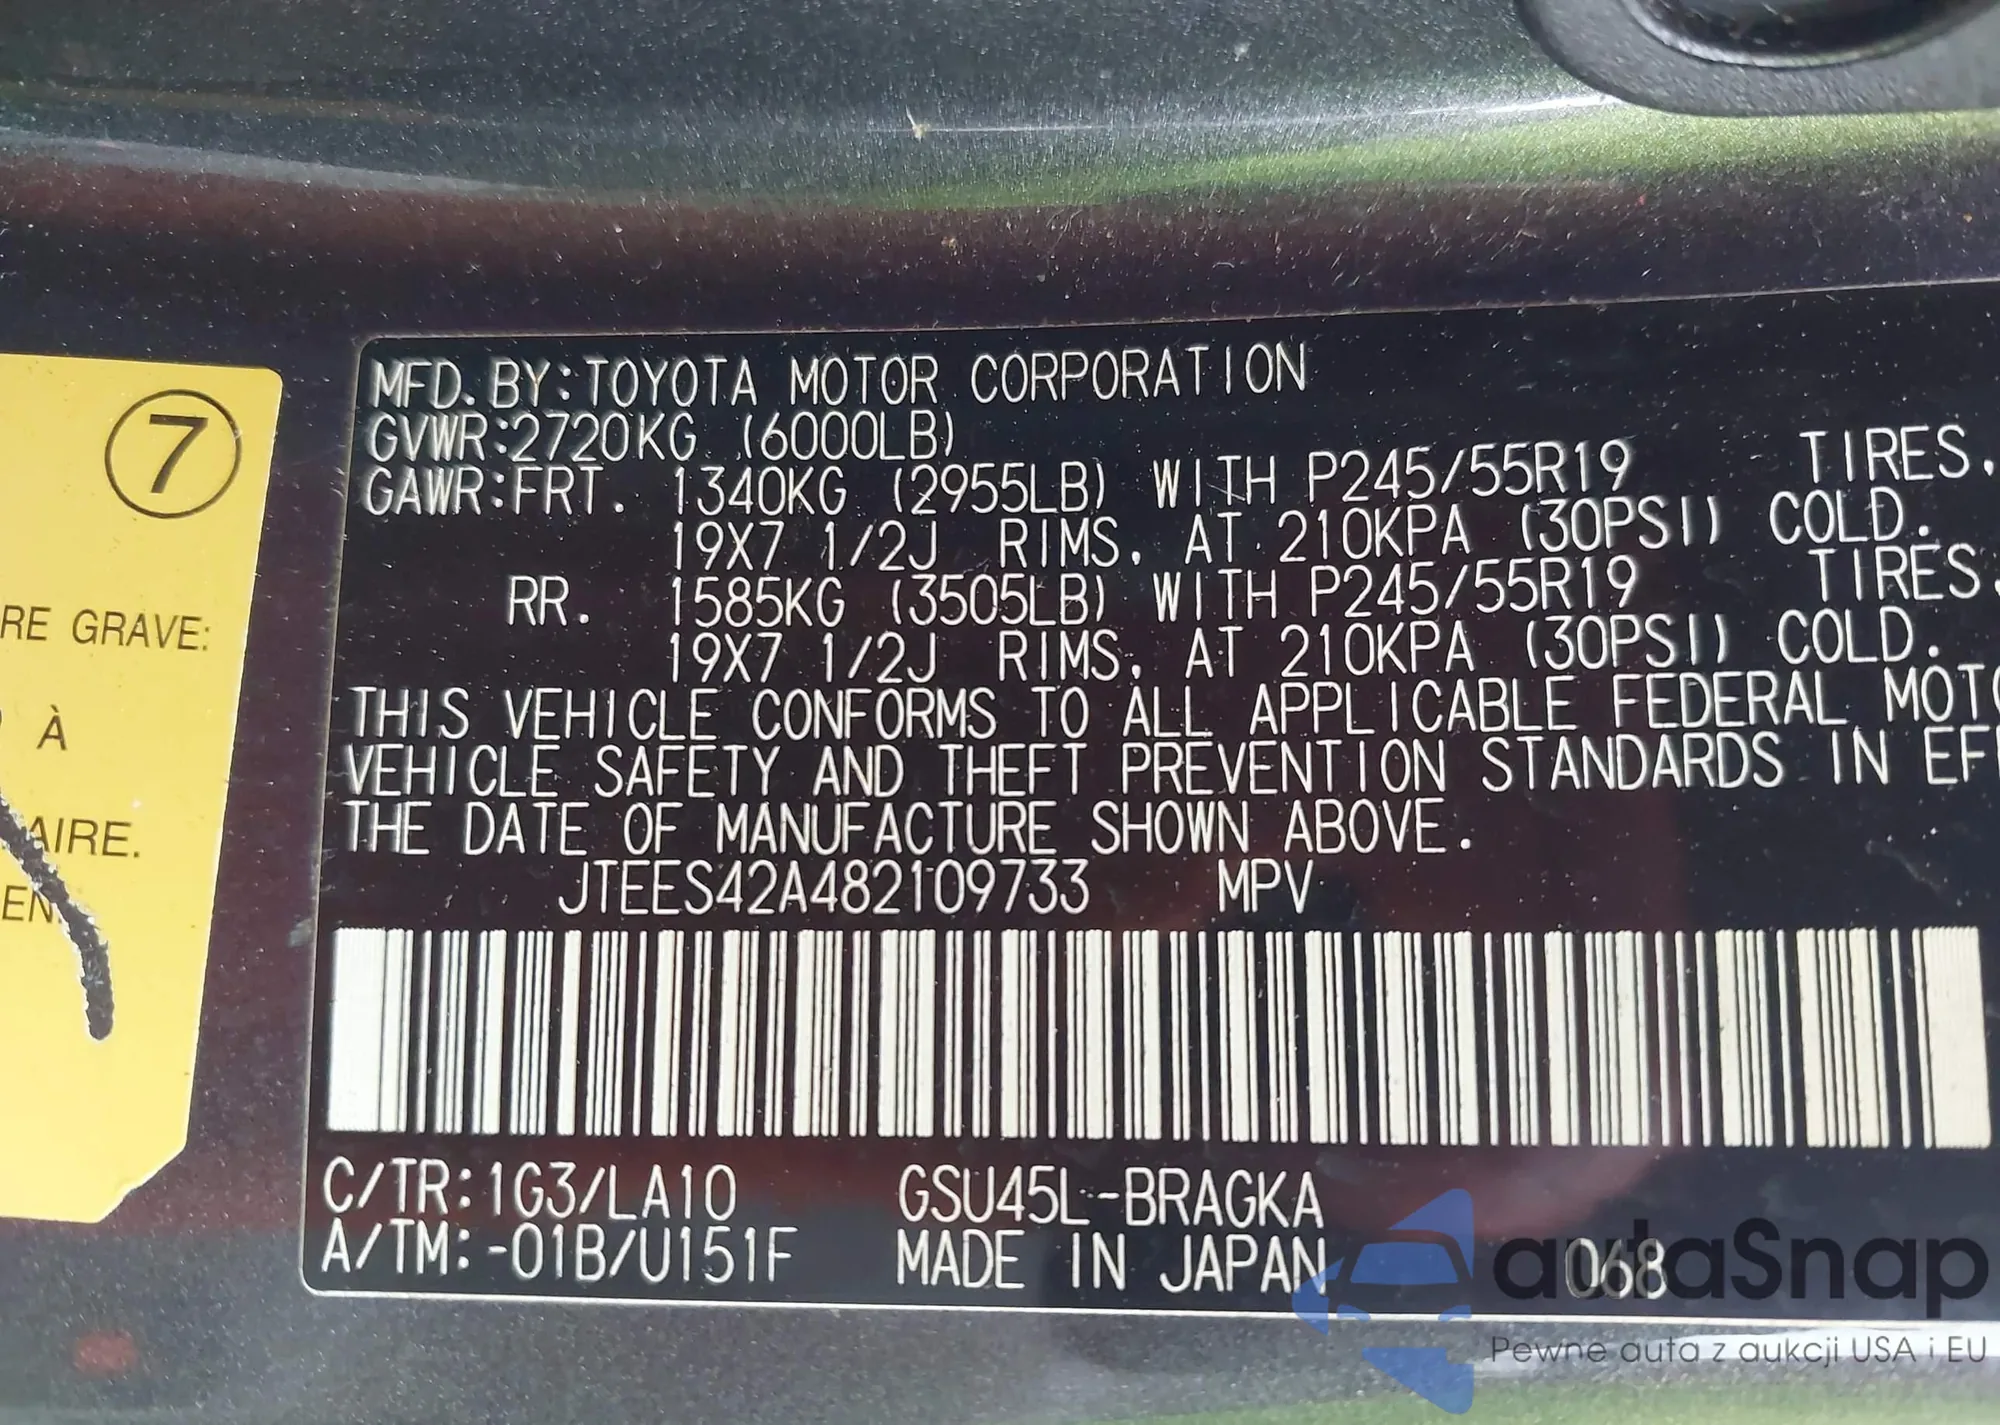 7
RE GRAVE:
À
AIRE.
EN.
MFD. BY:TOYOTA MOTOR CORPORATION
GVWR:2720KG (6000LB)
GAWR:FRT. 1340KG (2955LB) WITH P245/55R19 TIRES,
19X7 1/2J RIMS, AT 210KPA (30PSI) COLD.
RR. 1585KG (3505LB) WITH P245/55R19 TIRES,
19X7 1/2J RIMS, AT 210KPA (30PSI) COLD.
THIS VEHICLE CONFORMS TO ALL APPLICABLE FEDERAL MOTO
VEHICLE SAFETY AND THEFT PREVENTION STANDARDS IN EFF
THE DATE OF MANUFACTURE SHOWN ABOVE.
JTEES42A482109733 MPV
C/TR:1G3/LA10 GSU45L-BRAGKA
A/TM:-01B/U151F MADE IN JAPAN 068
autaSnap
Pewne auta z aukcji USA i EU